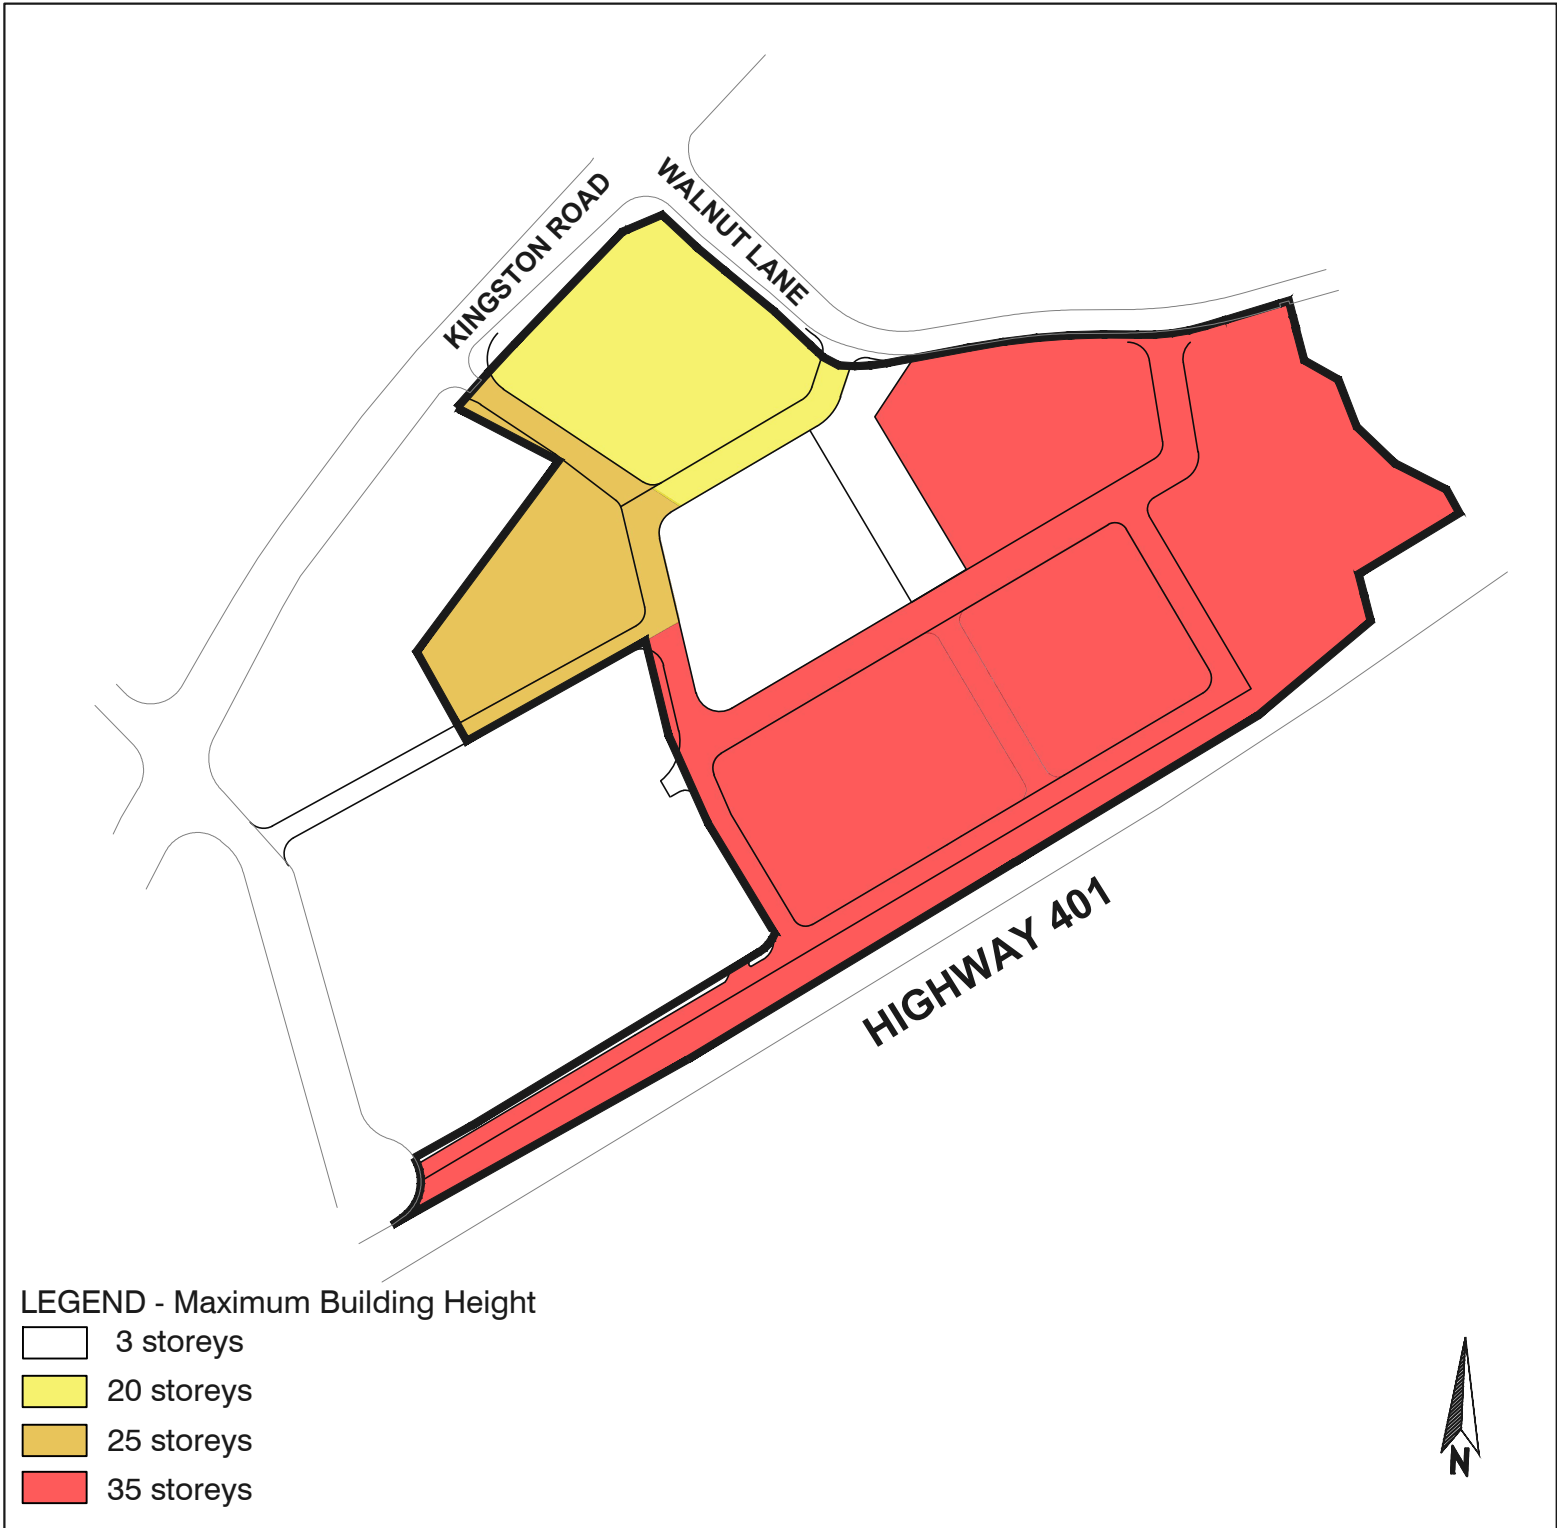 KINGSTON ROAD
WALNUT LANE
HIGHWAY 401
LEGEND - Maximum Building Height
3 storeys
20 storeys
25 storeys
35 storeys
N